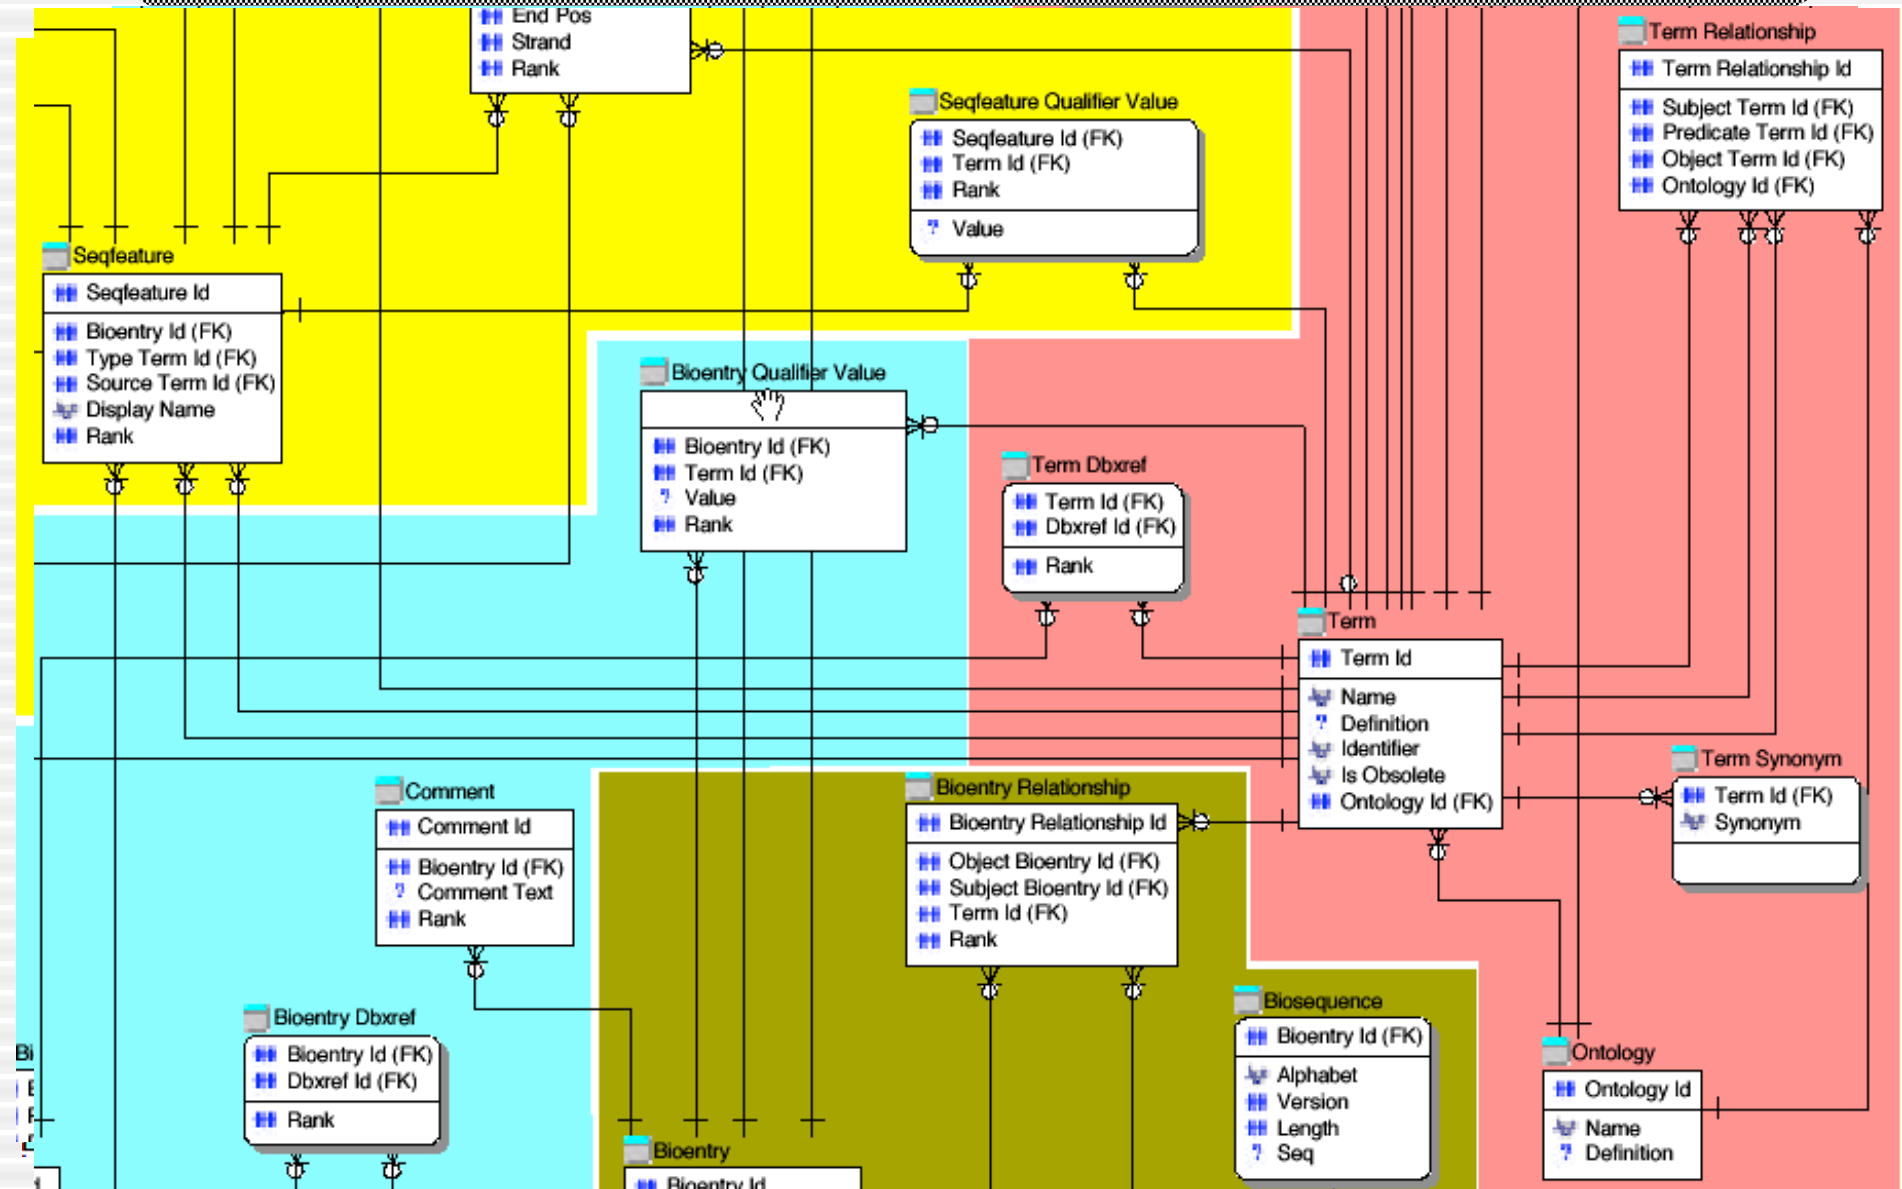 End Pos
Strand
Rank
Term Relationship
Term Relationship Id
Subject Term Id (FK)
Predicate Term Id (FK)
Object Term Id (FK)
Ontology Id (FK)
Seqfeature Qualifier Value
Seqfeature Id (FK)
Term Id (FK)
Rank
Value
Seqfeature
Seqfeature Id
Bioentry Id (FK)
Type Term Id (FK)
Source Term Id (FK)
Display Name
Rank
Bioentry Qualifier Value
Bioentry Id (FK)
Term Id (FK)
Value
Rank
Term Dbxref
Term Id (FK)
Dbxref Id (FK)
Rank
Term
Term Id
Name
Definition
Identifier
Is Obsolete
Ontology Id (FK)
Term Synonym
Term Id (FK)
Synonym
Comment
Comment Id
Bioentry Id (FK)
Comment Text
Rank
Bioentry Relationship
Bioentry Relationship Id
Object Bioentry Id (FK)
Subject Bioentry Id (FK)
Term Id (FK)
Rank
Bioentry Dbxref
Bioentry Id (FK)
Dbxref Id (FK)
Rank
Biosequence
Bioentry Id (FK)
Alphabet
Version
Length
Seq
Ontology
Ontology Id
Name
Definition
Bioentry
Bioentry Id